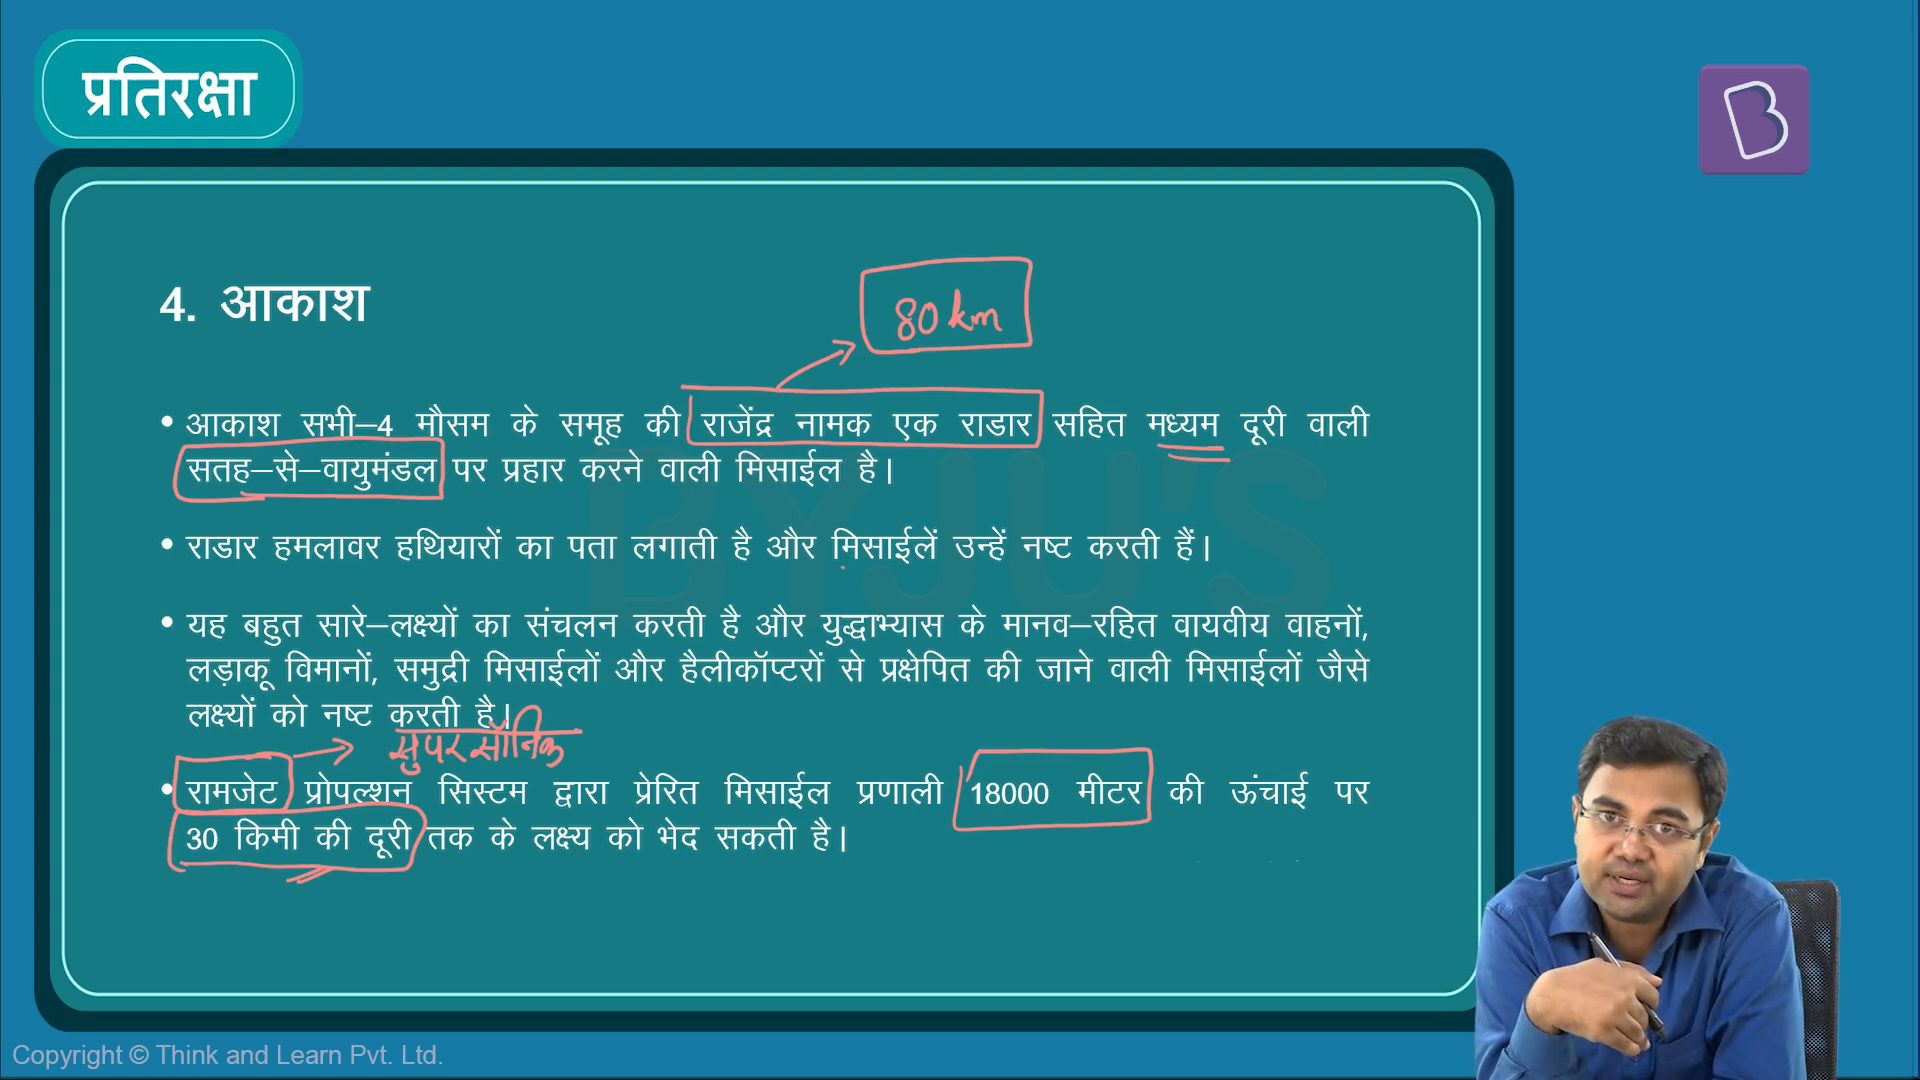 प्रतिरक्षा
B
4. आकाश
80 km
• आकाश सभी–4 मौसम के समूह की राजेंद्र नामक एक राडार सहित मध्यम दूरी वाली
सतह–से–वायुमंडल पर प्रहार करने वाली मिसाईल है।
• राडार हमलावर हथियारों का पता लगाती है और मिसाईलें उन्हें नष्ट करती हैं।
• यह बहुत सारे–लक्ष्यों का संचलन करती है और युद्धाभ्यास के मानव–रहित वायवीय वाहनों,
लड़ाकू विमानों, समुद्री मिसाईलों और हैलीकॉप्टरों से प्रक्षेपित की जाने वाली मिसाईलों जैसे
लक्ष्यों को नष्ट करती है।
सुपरसॉनिक
• रामजेट प्रोपल्शन सिस्टम द्वारा प्रेरित मिसाईल प्रणाली 18000 मीटर की ऊंचाई पर
30 किमी की दूरी तक के लक्ष्य को भेद सकती है।
BYJU'S
Copyright © Think and Learn Pvt. Ltd.